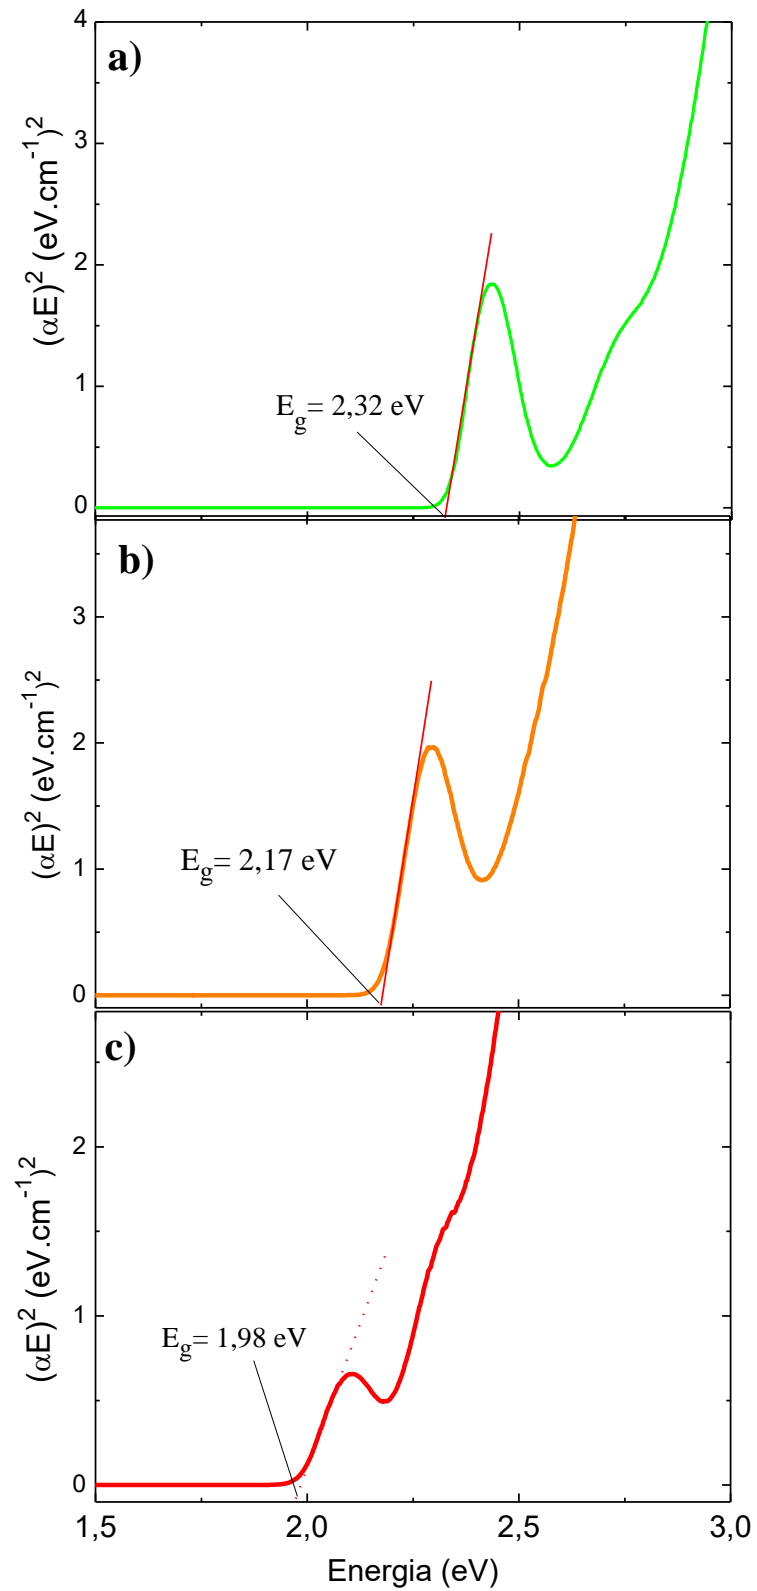 a)
(αE)² (eV.cm⁻¹)²
4
3
2
1
0
E_g= 2,32 eV
b)
(αE)² (eV.cm⁻¹)²
3
2
1
0
E_g= 2,17 eV
c)
(αE)² (eV.cm⁻¹)²
2
1
0
E_g= 1,98 eV
1,5 2,0 2,5 3,0
Energia (eV)